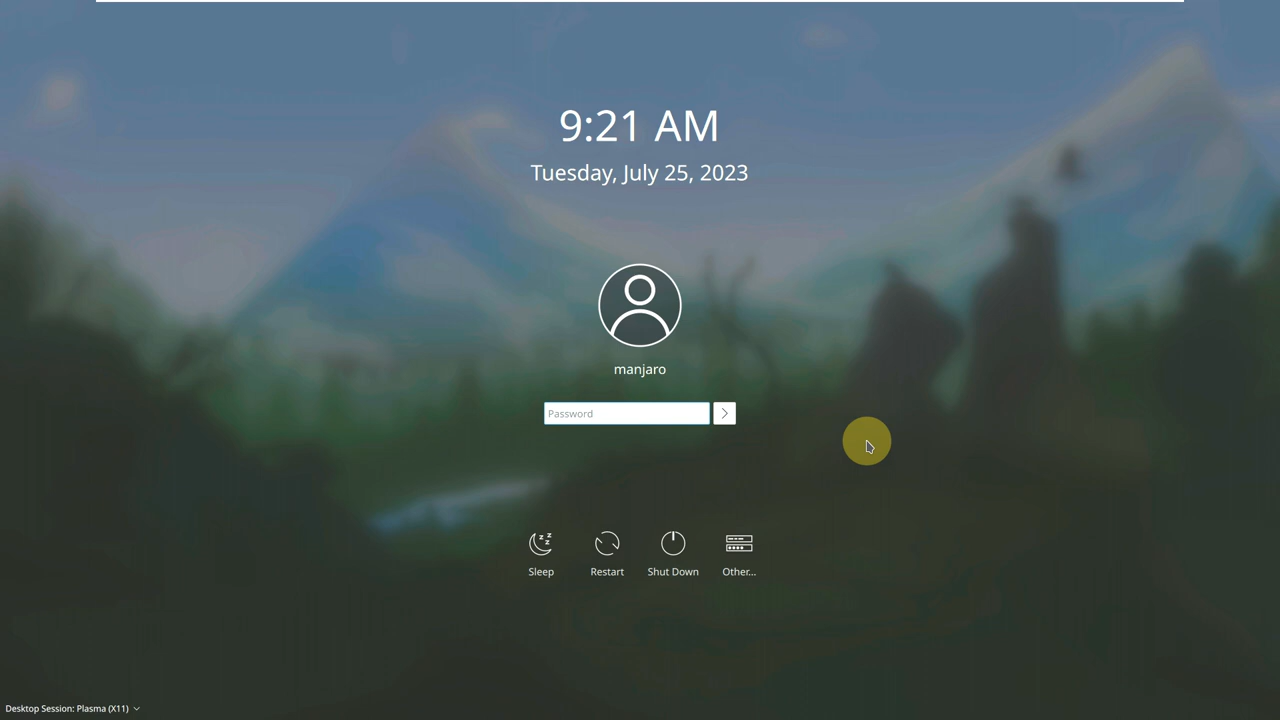 9:21 AM
Tuesday, July 25, 2023
manjaro
Password
Sleep
Restart
Shut Down
Other...
Desktop Session: Plasma (X11)